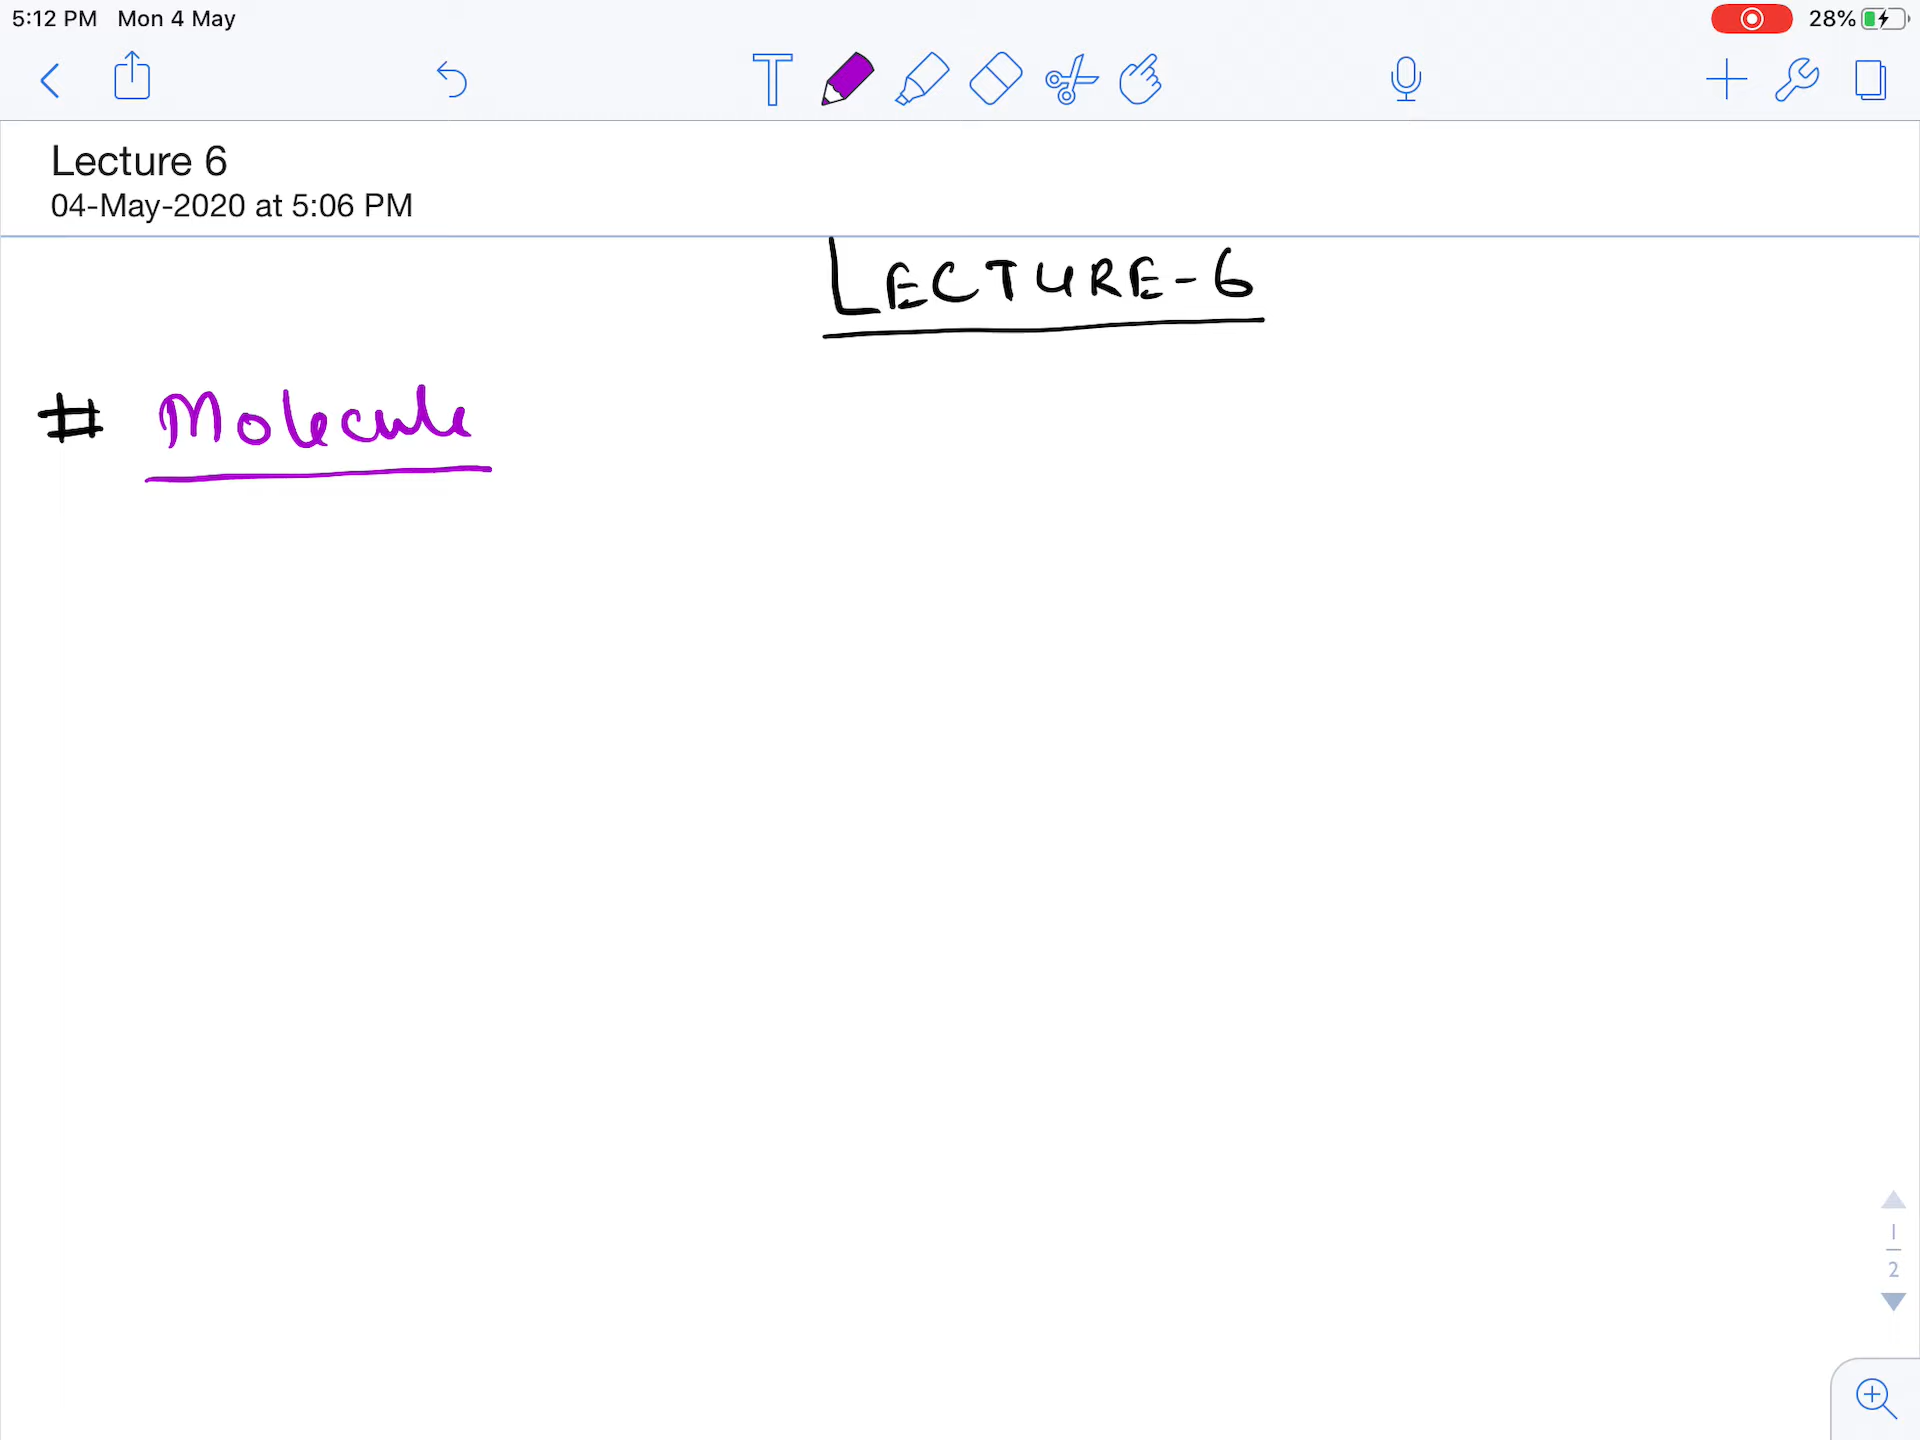 5:12 PM Mon 4 May
28%
T
Lecture 6
04-May-2020 at 5:06 PM
LECTURE-6
# Molecule
1
2